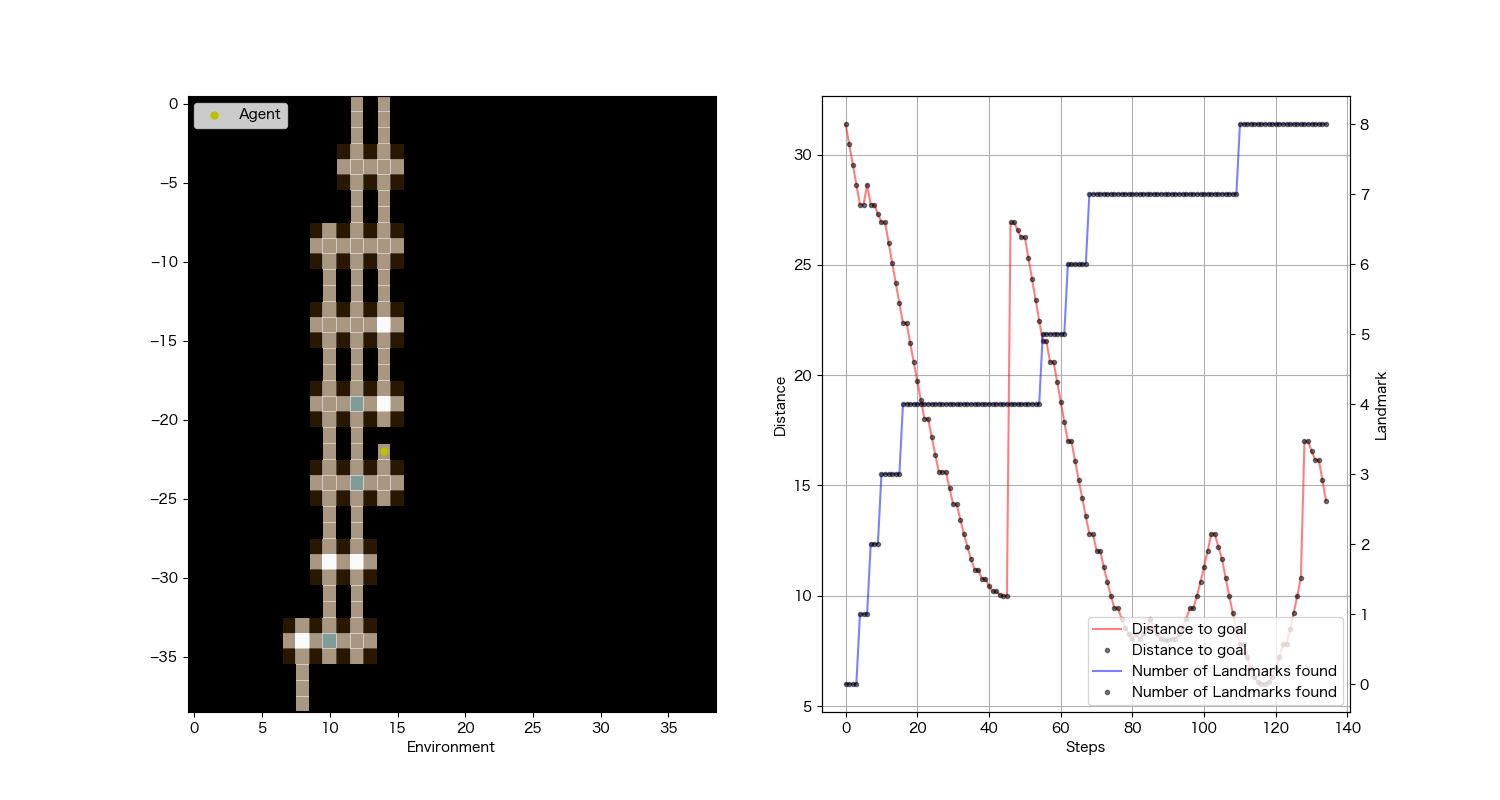 Agent
0
−5
−10
−15
−20
−25
−30
−35
0 5 10 15 20 25 30 35
Environment
Distance
30
25
20
15
10
5
0 20 40 60 80 100 120 140
Steps
8
7
6
5
4
3
2
1
0
Landmark
Distance to goal
Distance to goal
Number of Landmarks found
Number of Landmarks found